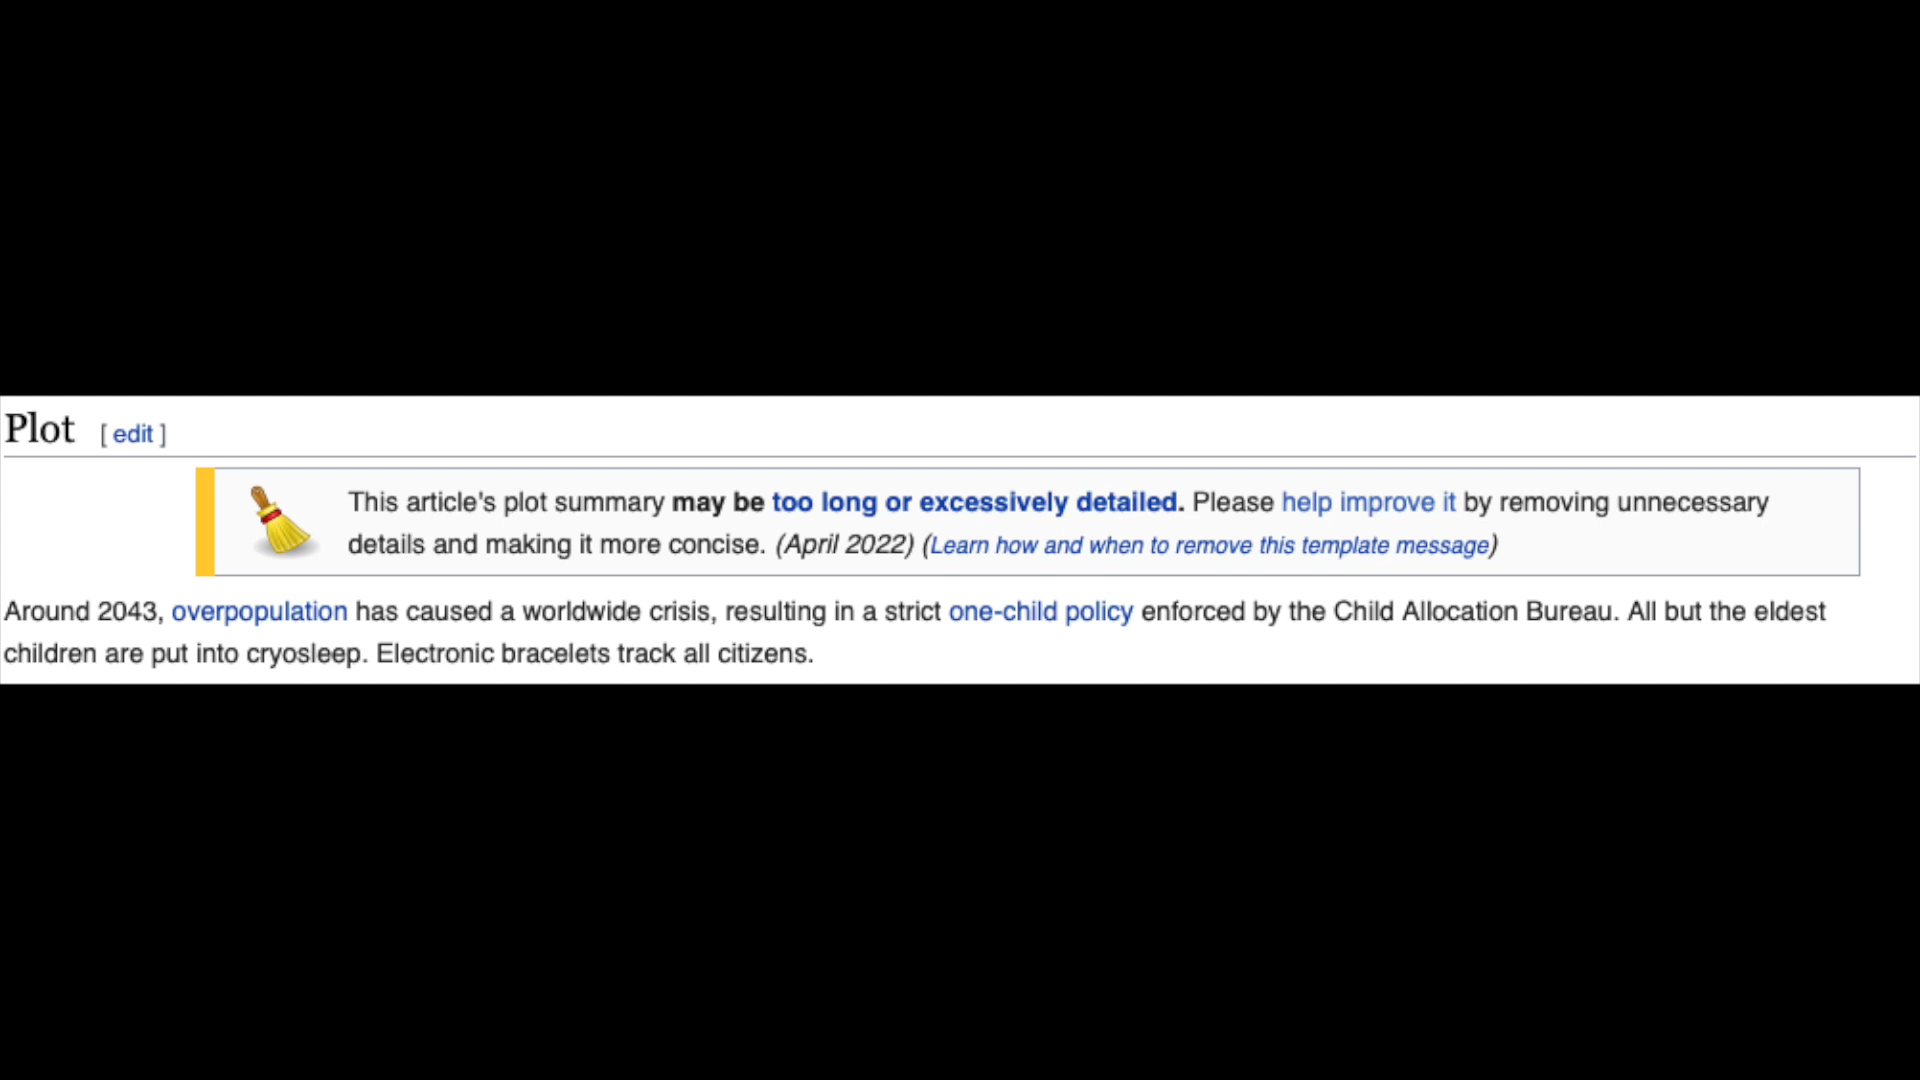 Plot [ edit ]
This article's plot summary may be too long or excessively detailed. Please help improve it by removing unnecessary
details and making it more concise. (April 2022) (Learn how and when to remove this template message)
Around 2043, overpopulation has caused a worldwide crisis, resulting in a strict one-child policy enforced by the Child Allocation Bureau. All but the eldest
children are put into cryosleep. Electronic bracelets track all citizens.